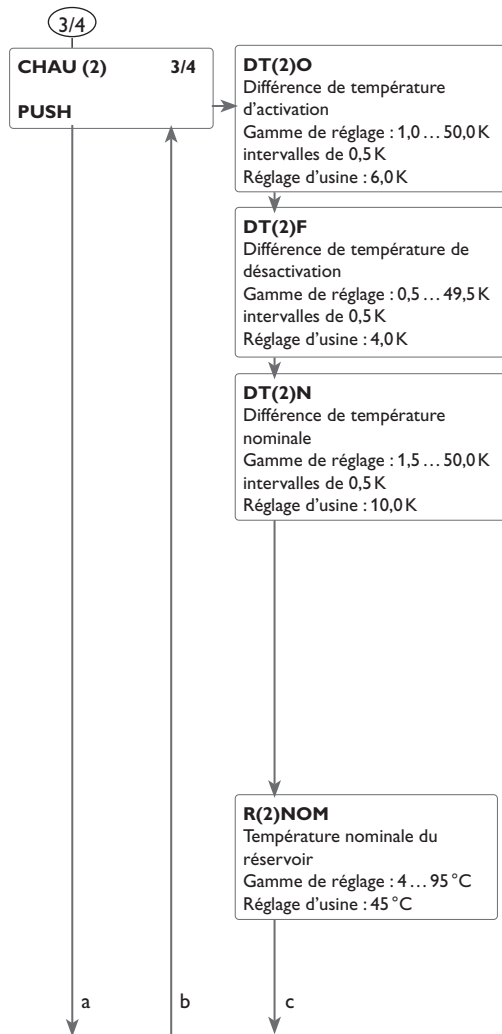 3/4
CHAU (2) 3/4
PUSH
DT(2)O
Différence de température
d'activation
Gamme de réglage : 1,0 … 50,0 K
intervalles de 0,5 K
Réglage d'usine : 6,0 K
DT(2)F
Différence de température de
désactivation
Gamme de réglage : 0,5 … 49,5 K
intervalles de 0,5 K
Réglage d'usine : 4,0 K
DT(2)N
Différence de température
nominale
Gamme de réglage : 1,5 … 50,0 K
intervalles de 0,5 K
Réglage d'usine : 10,0 K
R(2)NOM
Température nominale du
réservoir
Gamme de réglage : 4 … 95 °C
Réglage d'usine : 45 °C
a b c